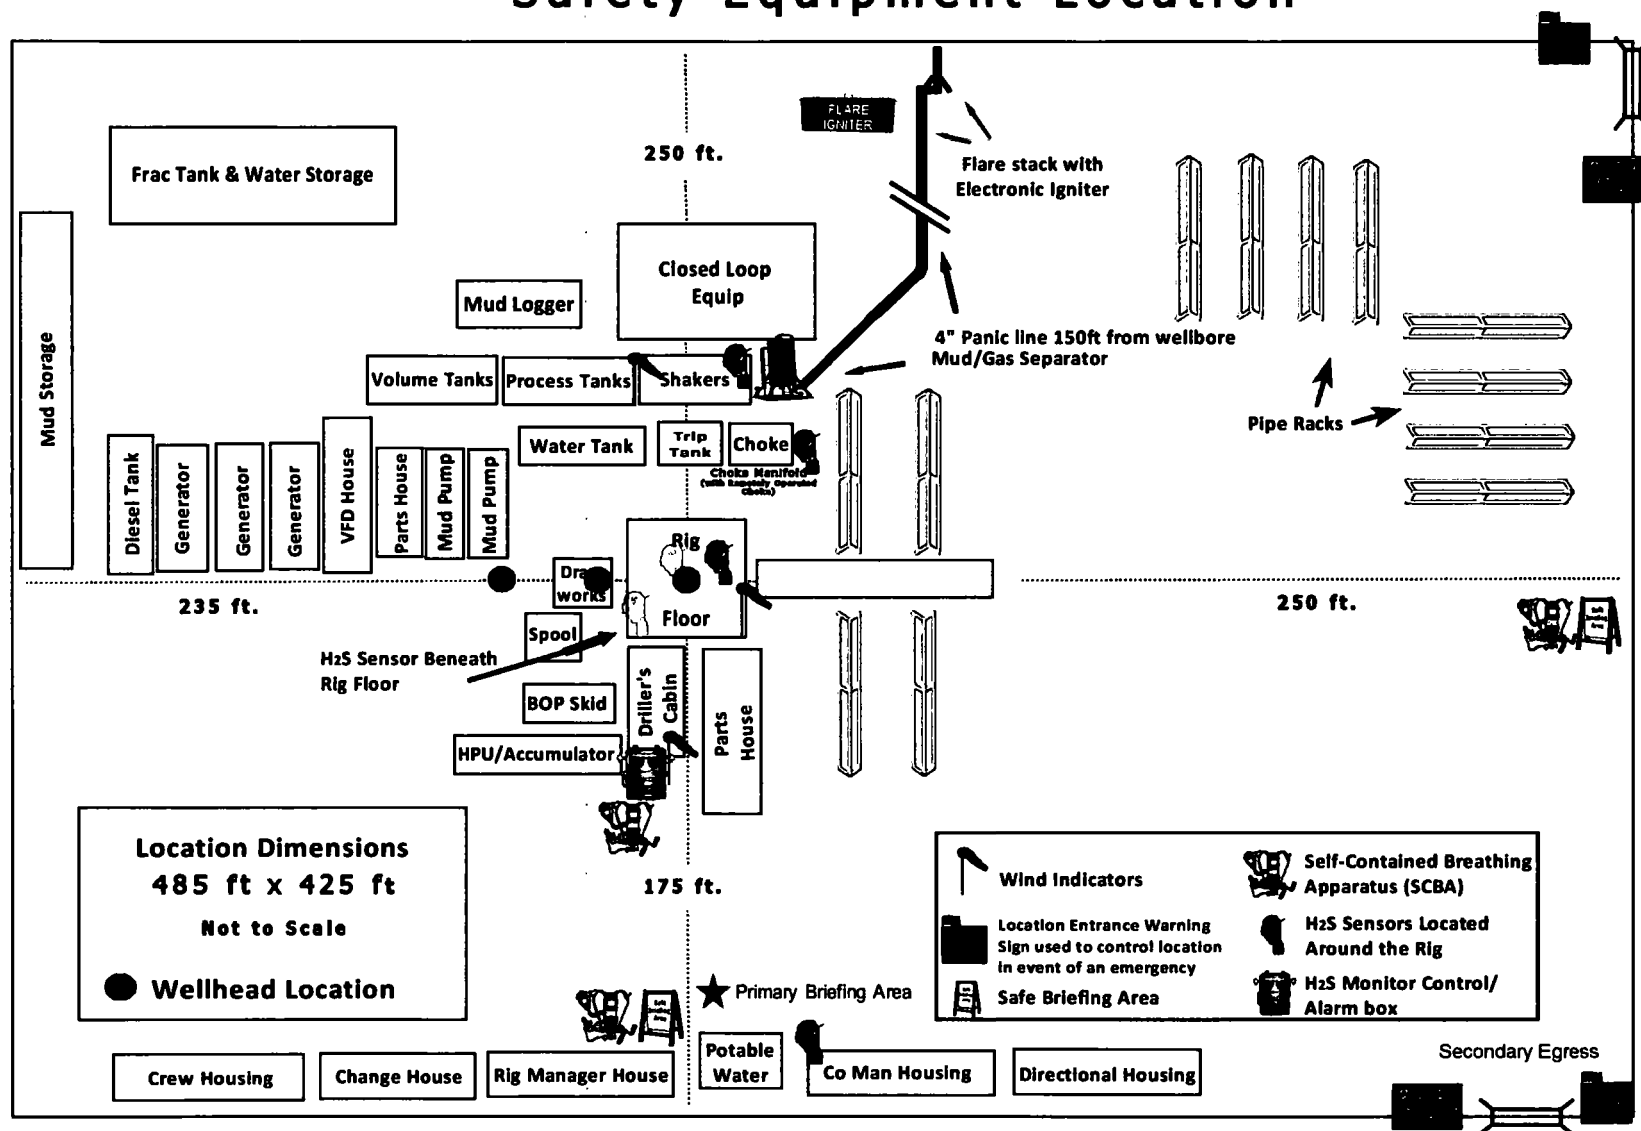 Safety Equipment Location
FLARE
IGNITER
250 ft.
Flare stack with
Electronic Igniter
Frac Tank & Water Storage
Closed Loop
Equip
Mud Logger
4" Panic line 150ft from wellbore
Mud/Gas Separator
Mud Storage
Volume Tanks
Process Tanks
Shakers
Pipe Racks
Water Tank
Trip
Tank
Choke
Choke Manifold
(with Remotely Operated
Choke)
Diesel Tank
Generator
Generator
Generator
VFD House
Parts House
Mud Pump
Mud Pump
Rig
Floor
Draw
works
235 ft.
250 ft.
Spool
H2S Sensor Beneath
Rig Floor
BOP Skid
Driller's
Cabin
Parts
House
HPU/Accumulator
Location Dimensions
485 ft x 425 ft
Not to Scale
Wellhead Location
175 ft.
Wind Indicators
Location Entrance Warning
Sign used to control location
in event of an emergency
Safe Briefing Area
Self-Contained Breathing
Apparatus (SCBA)
H2S Sensors Located
Around the Rig
H2S Monitor Control/
Alarm box
Primary Briefing Area
Secondary Egress
Crew Housing
Change House
Rig Manager House
Potable
Water
Co Man Housing
Directional Housing